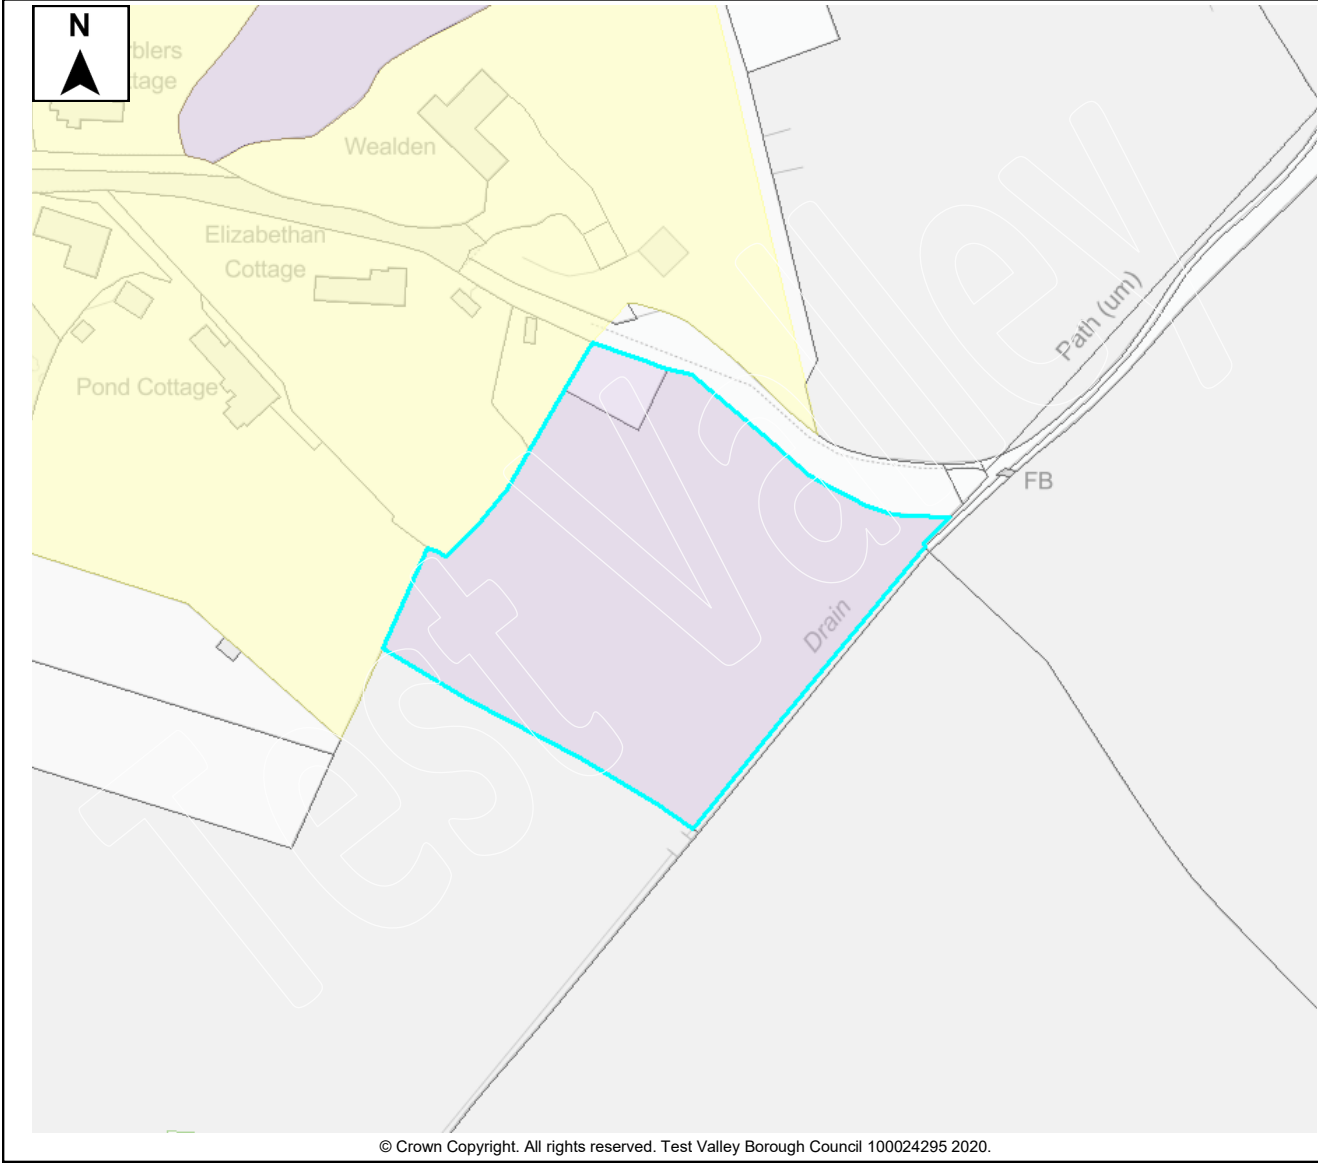 N
Wealden
Elizabethan
Cottage
Pond Cottage
Path (um)
FB
Drain
Test Valley
© Crown Copyright. All rights reserved. Test Valley Borough Council 100024295 2020.